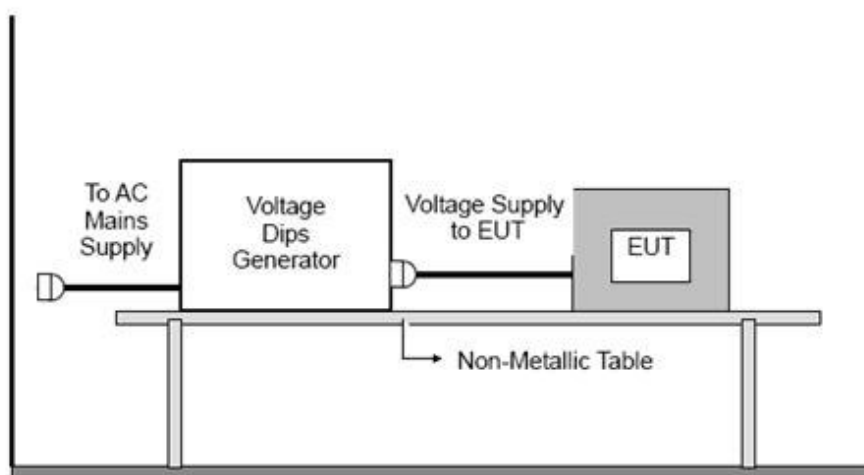 To AC
Mains
Supply
Voltage
Dips
Generator
Voltage Supply
to EUT
EUT
Non-Metallic Table